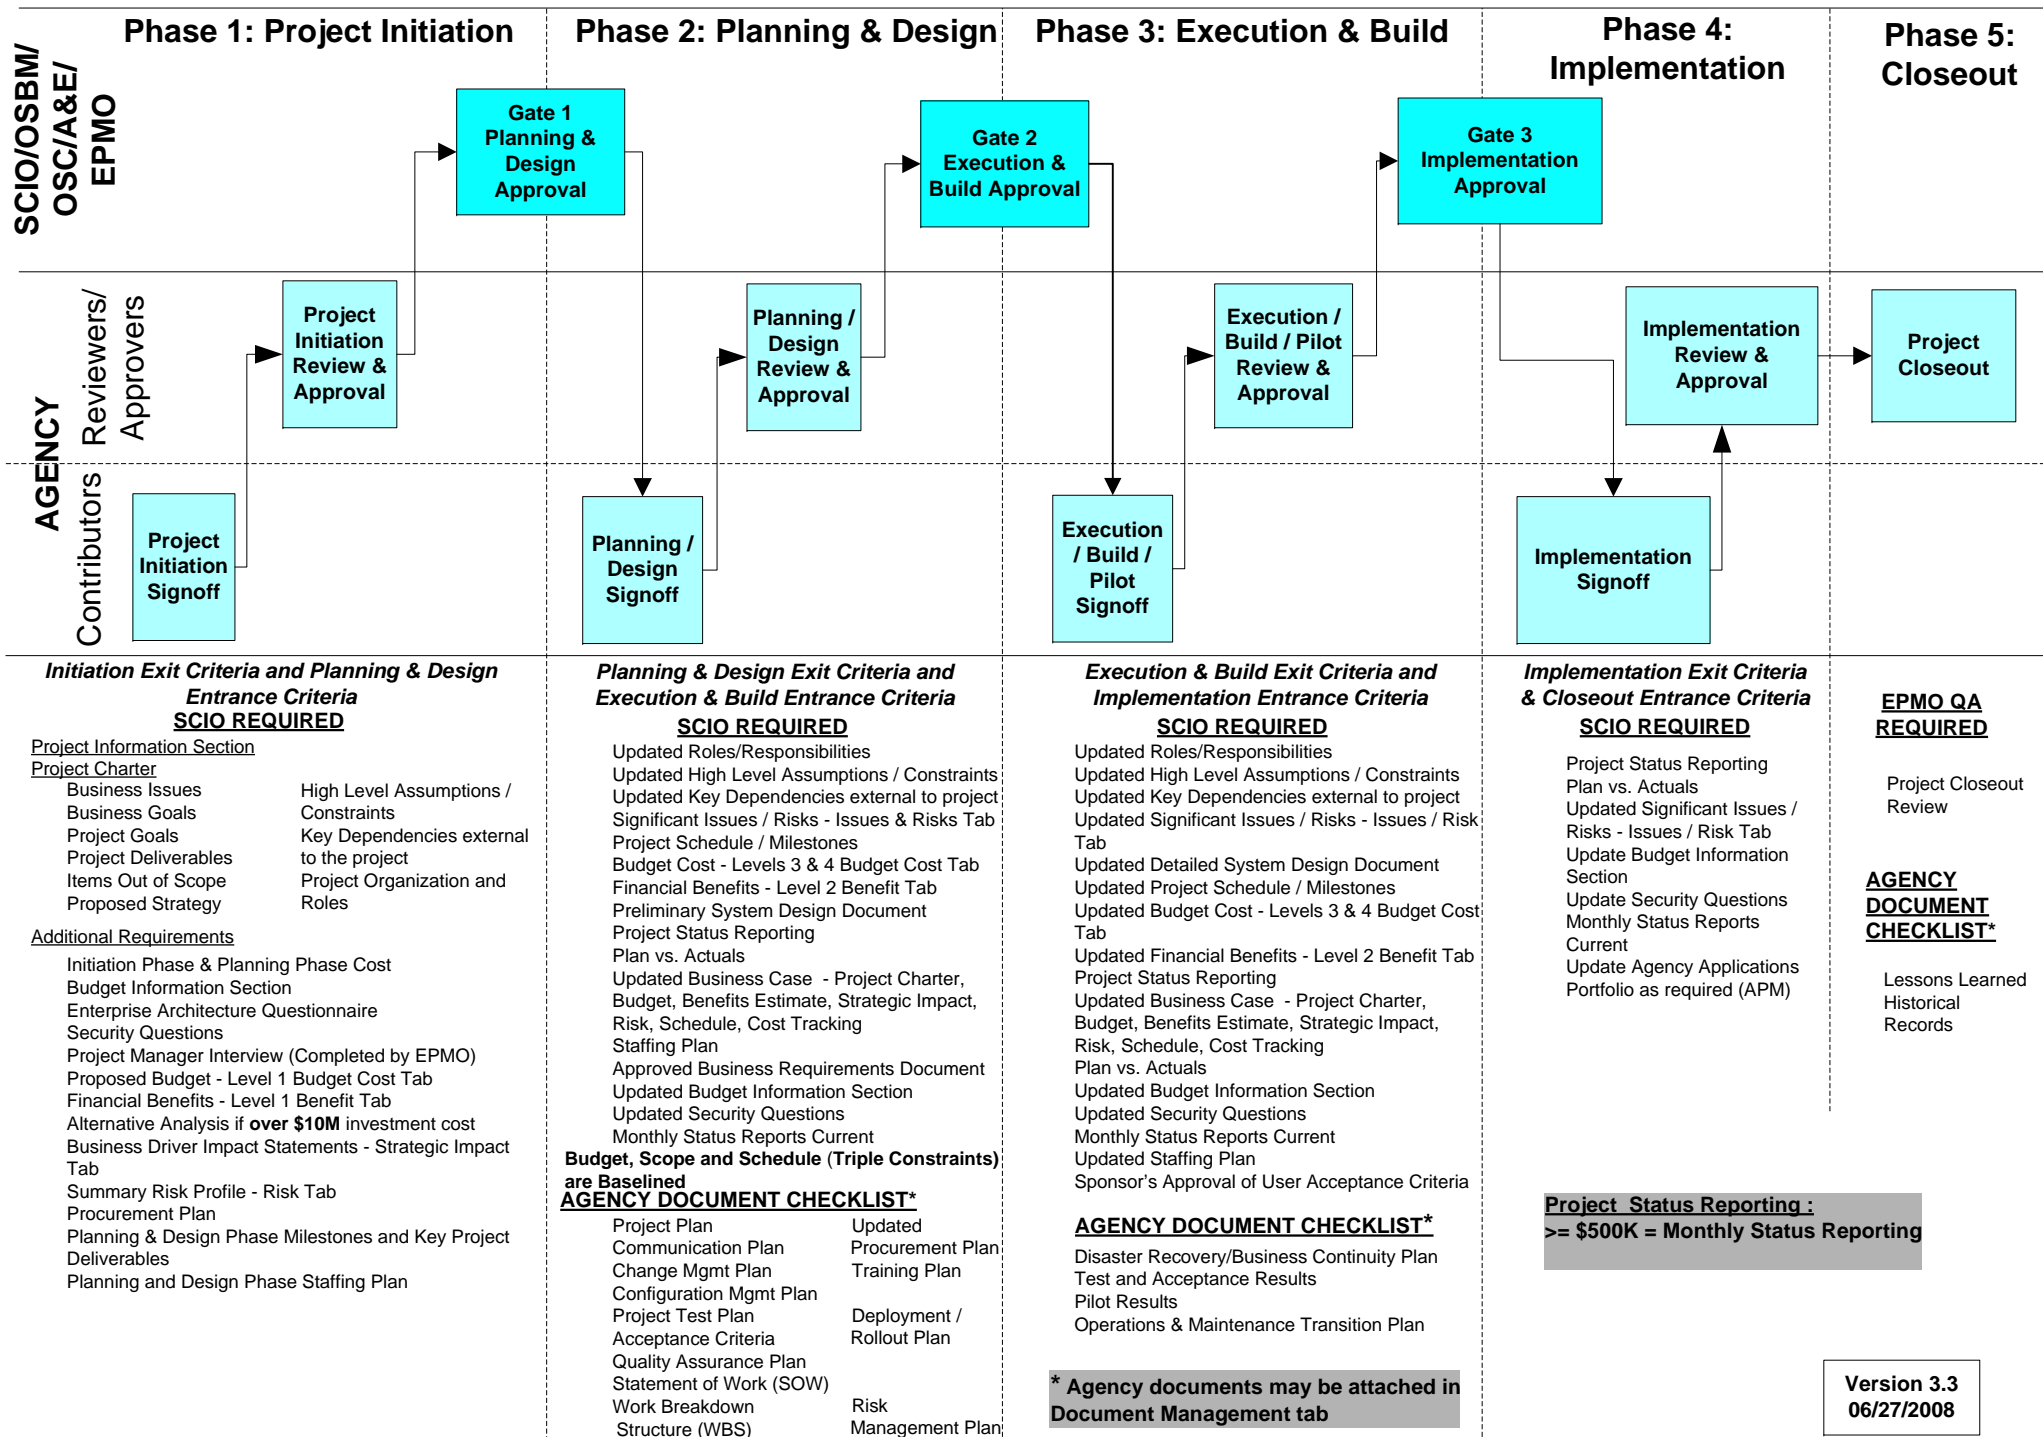 Phase 1: Project Initiation
Phase 2: Planning & Design
Phase 3: Execution & Build
Phase 4:
Implementation
Phase 5:
Closeout
SCIO/OSBM/
OSC/A&E/
EPMO
Gate 1
Planning &
Design
Approval
Gate 2
Execution &
Build Approval
Gate 3
Implementation
Approval
AGENCY
Reviewers/
Approvers
Project
Initiation
Review &
Approval
Planning /
Design
Review &
Approval
Execution /
Build / Pilot
Review &
Approval
Implementation
Review &
Approval
Project
Closeout
Contributors
Project
Initiation
Signoff
Planning /
Design
Signoff
Execution
/ Build /
Pilot
Signoff
Implementation
Signoff
Initiation Exit Criteria and Planning & Design
Entrance Criteria
SCIO REQUIRED
Project Information Section
Project Charter
Business Issues
Business Goals
Project Goals
Project Deliverables
Items Out of Scope
Proposed Strategy
High Level Assumptions /
Constraints
Key Dependencies external
to the project
Project Organization and
Roles
Additional Requirements
Initiation Phase & Planning Phase Cost
Budget Information Section
Enterprise Architecture Questionnaire
Security Questions
Project Manager Interview (Completed by EPMO)
Proposed Budget - Level 1 Budget Cost Tab
Financial Benefits - Level 1 Benefit Tab
Alternative Analysis if over $10M investment cost
Business Driver Impact Statements - Strategic Impact
Tab
Summary Risk Profile - Risk Tab
Procurement Plan
Planning & Design Phase Milestones and Key Project
Deliverables
Planning and Design Phase Staffing Plan
Planning & Design Exit Criteria and
Execution & Build Entrance Criteria
SCIO REQUIRED
Updated Roles/Responsibilities
Updated High Level Assumptions / Constraints
Updated Key Dependencies external to project
Significant Issues / Risks - Issues & Risks Tab
Project Schedule / Milestones
Budget Cost - Levels 3 & 4 Budget Cost Tab
Financial Benefits - Level 2 Benefit Tab
Preliminary System Design Document
Project Status Reporting
Plan vs. Actuals
Updated Business Case - Project Charter,
Budget, Benefits Estimate, Strategic Impact,
Risk, Schedule, Cost Tracking
Staffing Plan
Approved Business Requirements Document
Updated Budget Information Section
Updated Security Questions
Monthly Status Reports Current
Budget, Scope and Schedule (Triple Constraints)
are Baselined
AGENCY DOCUMENT CHECKLIST*
Project Plan
Communication Plan
Change Mgmt Plan
Configuration Mgmt Plan
Project Test Plan
Acceptance Criteria
Quality Assurance Plan
Statement of Work (SOW)
Work Breakdown
Structure (WBS)
Updated
Procurement Plan
Training Plan
Deployment /
Rollout Plan
Risk
Management Plan
Execution & Build Exit Criteria and
Implementation Entrance Criteria
SCIO REQUIRED
Updated Roles/Responsibilities
Updated High Level Assumptions / Constraints
Updated Key Dependencies external to project
Updated Significant Issues / Risks - Issues / Risk
Tab
Updated Detailed System Design Document
Updated Project Schedule / Milestones
Updated Budget Cost - Levels 3 & 4 Budget Cost
Tab
Updated Financial Benefits - Level 2 Benefit Tab
Project Status Reporting
Updated Business Case - Project Charter,
Budget, Benefits Estimate, Strategic Impact,
Risk, Schedule, Cost Tracking
Plan vs. Actuals
Updated Budget Information Section
Updated Security Questions
Monthly Status Reports Current
Updated Staffing Plan
Sponsor's Approval of User Acceptance Criteria
AGENCY DOCUMENT CHECKLIST*
Disaster Recovery/Business Continuity Plan
Test and Acceptance Results
Pilot Results
Operations & Maintenance Transition Plan
* Agency documents may be attached in
Document Management tab
Implementation Exit Criteria
& Closeout Entrance Criteria
SCIO REQUIRED
Project Status Reporting
Plan vs. Actuals
Updated Significant Issues /
Risks - Issues / Risk Tab
Update Budget Information
Section
Update Security Questions
Monthly Status Reports
Current
Update Agency Applications
Portfolio as required (APM)
Project Status Reporting :
>= $500K = Monthly Status Reporting
EPMO QA
REQUIRED
Project Closeout
Review
AGENCY
DOCUMENT
CHECKLIST*
Lessons Learned
Historical
Records
Version 3.3
06/27/2008